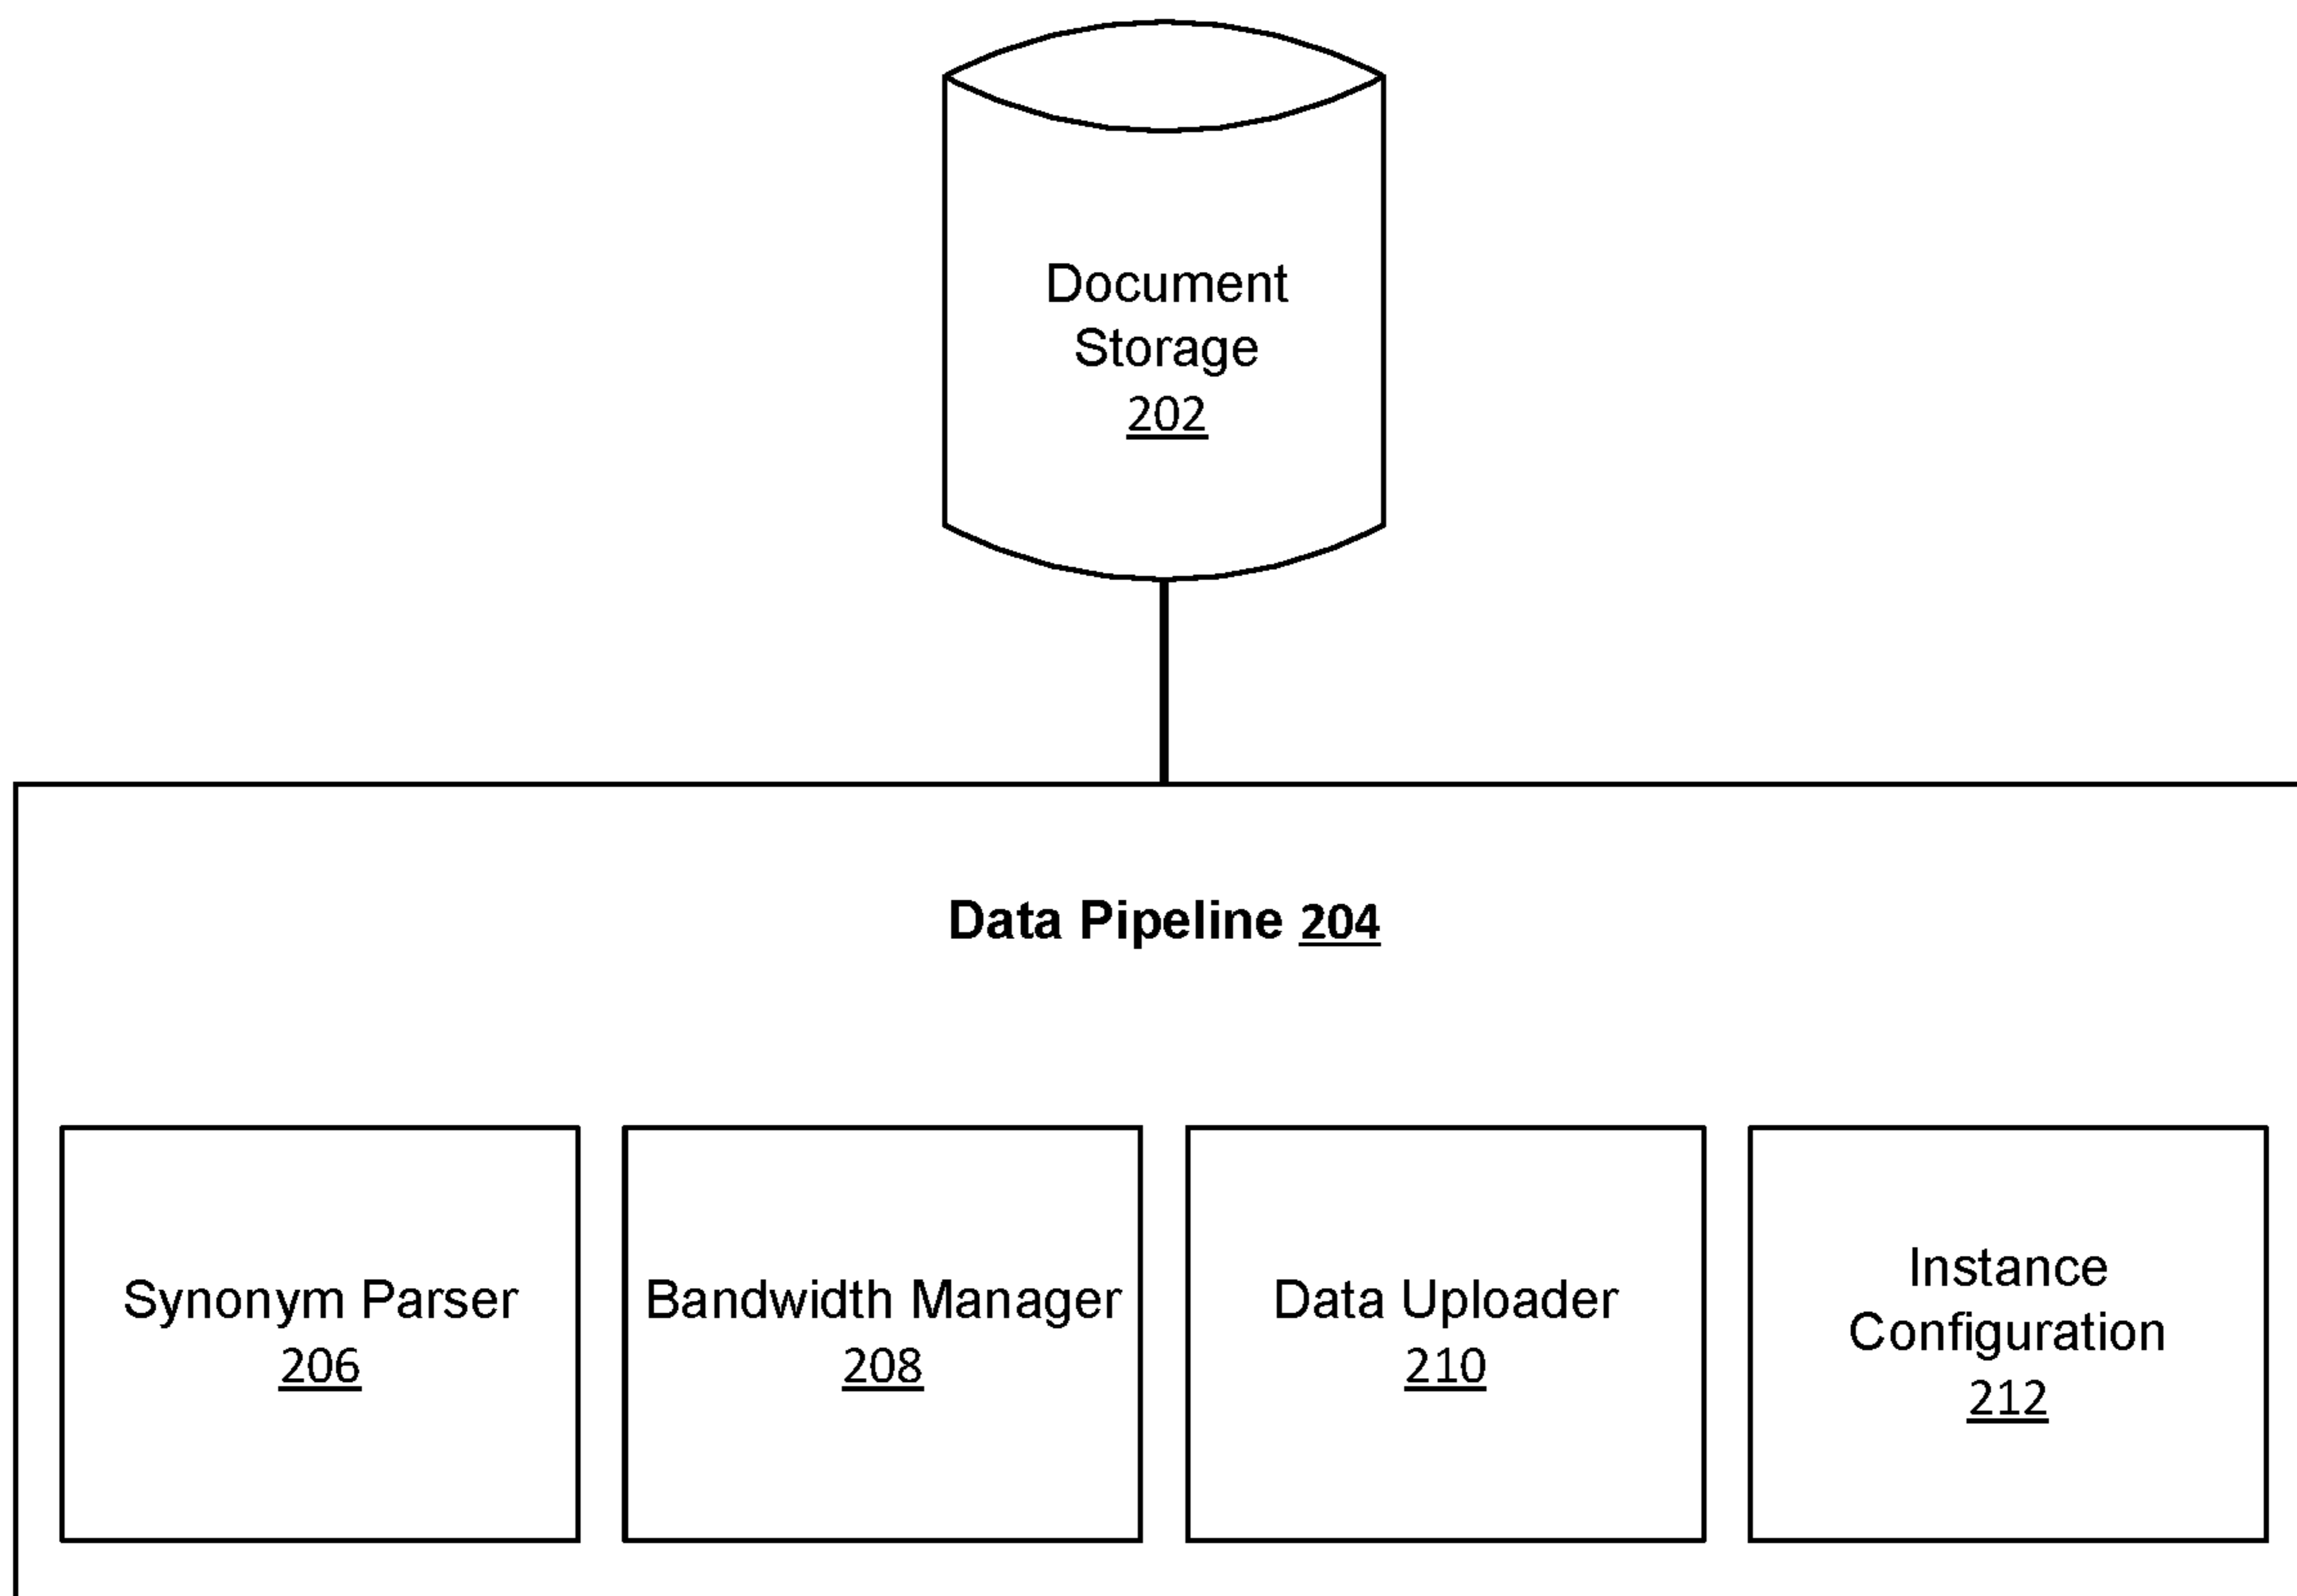 Document
Storage
202
Data Pipeline 204
Synonym Parser
206
Bandwidth Manager
208
Data Uploader
210
Instance
Configuration
212